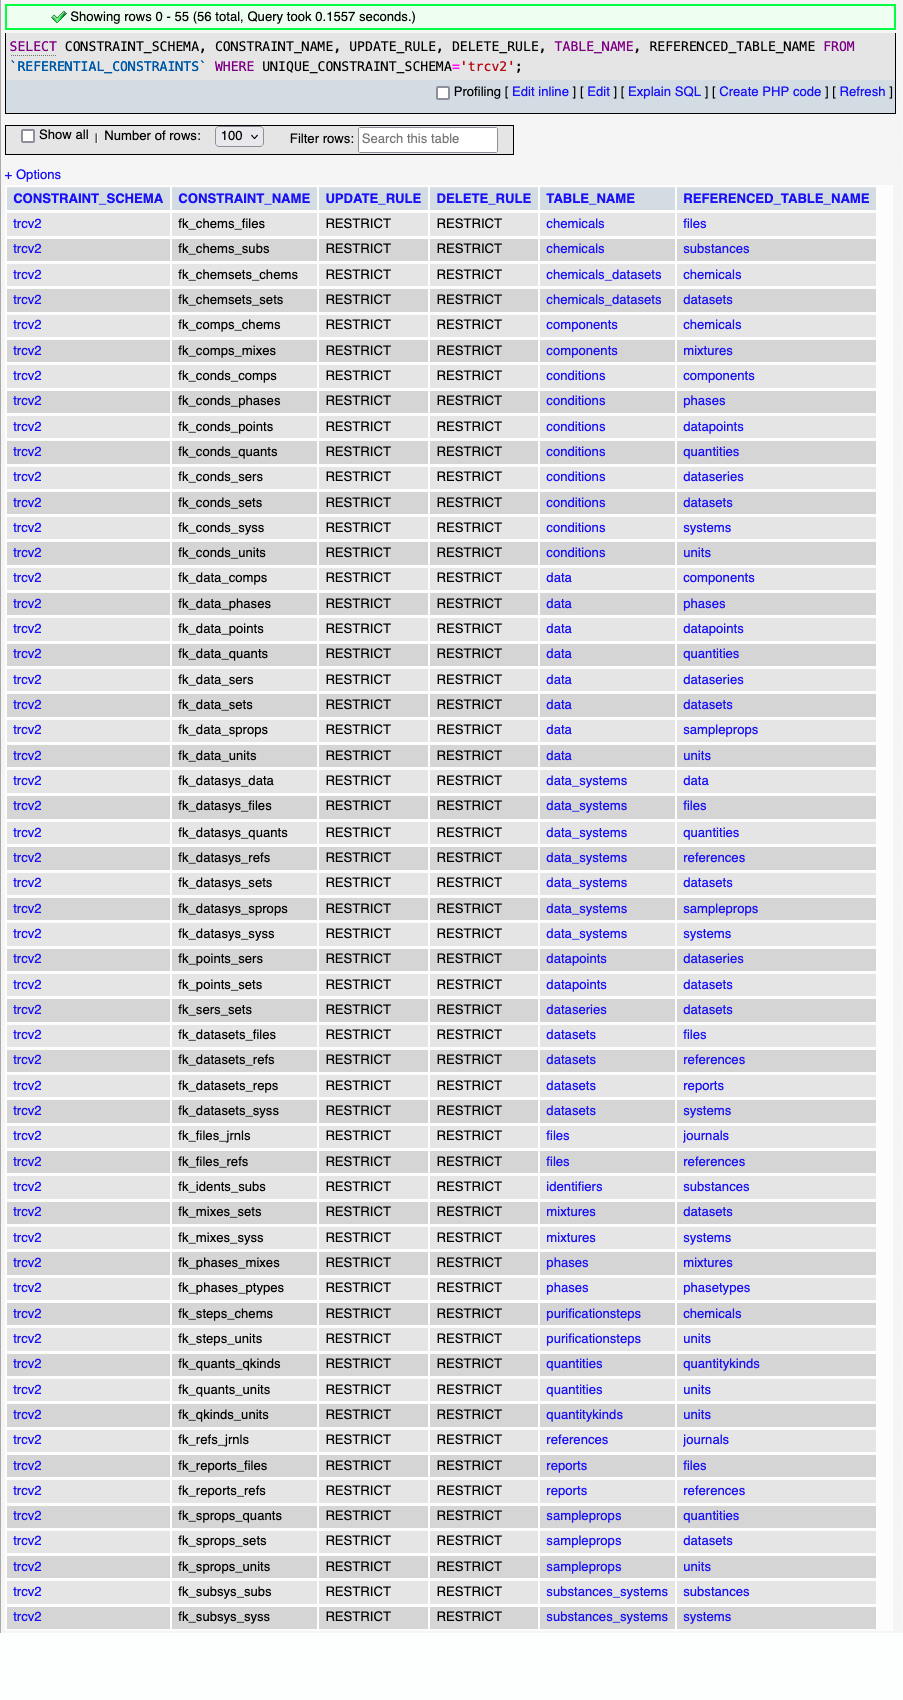 Showing rows 0 - 55 (56 total, Query took 0.1557 seconds.)
SELECT CONSTRAINT_SCHEMA, CONSTRAINT_NAME, UPDATE_RULE, DELETE_RULE, TABLE_NAME, REFERENCED_TABLE_NAME FROM
`REFERENTIAL_CONSTRAINTS` WHERE UNIQUE_CONSTRAINT_SCHEMA='trcv2';
Profiling [ Edit inline ] [ Edit ] [ Explain SQL ] [ Create PHP code ] [ Refresh ]
Show all | Number of rows: 100 Filter rows: Search this table
+ Options
CONSTRAINT_SCHEMA CONSTRAINT_NAME UPDATE_RULE DELETE_RULE TABLE_NAME REFERENCED_TABLE_NAME
trcv2 fk_chems_files RESTRICT RESTRICT chemicals files
trcv2 fk_chems_subs RESTRICT RESTRICT chemicals substances
trcv2 fk_chemsets_chems RESTRICT RESTRICT chemicals_datasets chemicals
trcv2 fk_chemsets_sets RESTRICT RESTRICT chemicals_datasets datasets
trcv2 fk_comps_chems RESTRICT RESTRICT components chemicals
trcv2 fk_comps_mixes RESTRICT RESTRICT components mixtures
trcv2 fk_conds_comps RESTRICT RESTRICT conditions components
trcv2 fk_conds_phases RESTRICT RESTRICT conditions phases
trcv2 fk_conds_points RESTRICT RESTRICT conditions datapoints
trcv2 fk_conds_quants RESTRICT RESTRICT conditions quantities
trcv2 fk_conds_sers RESTRICT RESTRICT conditions dataseries
trcv2 fk_conds_sets RESTRICT RESTRICT conditions datasets
trcv2 fk_conds_syss RESTRICT RESTRICT conditions systems
trcv2 fk_conds_units RESTRICT RESTRICT conditions units
trcv2 fk_data_comps RESTRICT RESTRICT data components
trcv2 fk_data_phases RESTRICT RESTRICT data phases
trcv2 fk_data_points RESTRICT RESTRICT data datapoints
trcv2 fk_data_quants RESTRICT RESTRICT data quantities
trcv2 fk_data_sers RESTRICT RESTRICT data dataseries
trcv2 fk_data_sets RESTRICT RESTRICT data datasets
trcv2 fk_data_sprops RESTRICT RESTRICT data sampleprops
trcv2 fk_data_units RESTRICT RESTRICT data units
trcv2 fk_datasys_data RESTRICT RESTRICT data_systems data
trcv2 fk_datasys_files RESTRICT RESTRICT data_systems files
trcv2 fk_datasys_quants RESTRICT RESTRICT data_systems quantities
trcv2 fk_datasys_refs RESTRICT RESTRICT data_systems references
trcv2 fk_datasys_sets RESTRICT RESTRICT data_systems datasets
trcv2 fk_datasys_sprops RESTRICT RESTRICT data_systems sampleprops
trcv2 fk_datasys_syss RESTRICT RESTRICT data_systems systems
trcv2 fk_points_sers RESTRICT RESTRICT datapoints dataseries
trcv2 fk_points_sets RESTRICT RESTRICT datapoints datasets
trcv2 fk_sers_sets RESTRICT RESTRICT dataseries datasets
trcv2 fk_datasets_files RESTRICT RESTRICT datasets files
trcv2 fk_datasets_refs RESTRICT RESTRICT datasets references
trcv2 fk_datasets_reps RESTRICT RESTRICT datasets reports
trcv2 fk_datasets_syss RESTRICT RESTRICT datasets systems
trcv2 fk_files_jrnls RESTRICT RESTRICT files journals
trcv2 fk_files_refs RESTRICT RESTRICT files references
trcv2 fk_idents_subs RESTRICT RESTRICT identifiers substances
trcv2 fk_mixes_sets RESTRICT RESTRICT mixtures datasets
trcv2 fk_mixes_syss RESTRICT RESTRICT mixtures systems
trcv2 fk_phases_mixes RESTRICT RESTRICT phases mixtures
trcv2 fk_phases_ptypes RESTRICT RESTRICT phases phasetypes
trcv2 fk_steps_chems RESTRICT RESTRICT purificationsteps chemicals
trcv2 fk_steps_units RESTRICT RESTRICT purificationsteps units
trcv2 fk_quants_qkinds RESTRICT RESTRICT quantities quantitykinds
trcv2 fk_quants_units RESTRICT RESTRICT quantities units
trcv2 fk_qkinds_units RESTRICT RESTRICT quantitykinds units
trcv2 fk_refs_jrnls RESTRICT RESTRICT references journals
trcv2 fk_reports_files RESTRICT RESTRICT reports files
trcv2 fk_reports_refs RESTRICT RESTRICT reports references
trcv2 fk_sprops_quants RESTRICT RESTRICT sampleprops quantities
trcv2 fk_sprops_sets RESTRICT RESTRICT sampleprops datasets
trcv2 fk_sprops_units RESTRICT RESTRICT sampleprops units
trcv2 fk_subsys_subs RESTRICT RESTRICT substances_systems substances
trcv2 fk_subsys_syss RESTRICT RESTRICT substances_systems systems